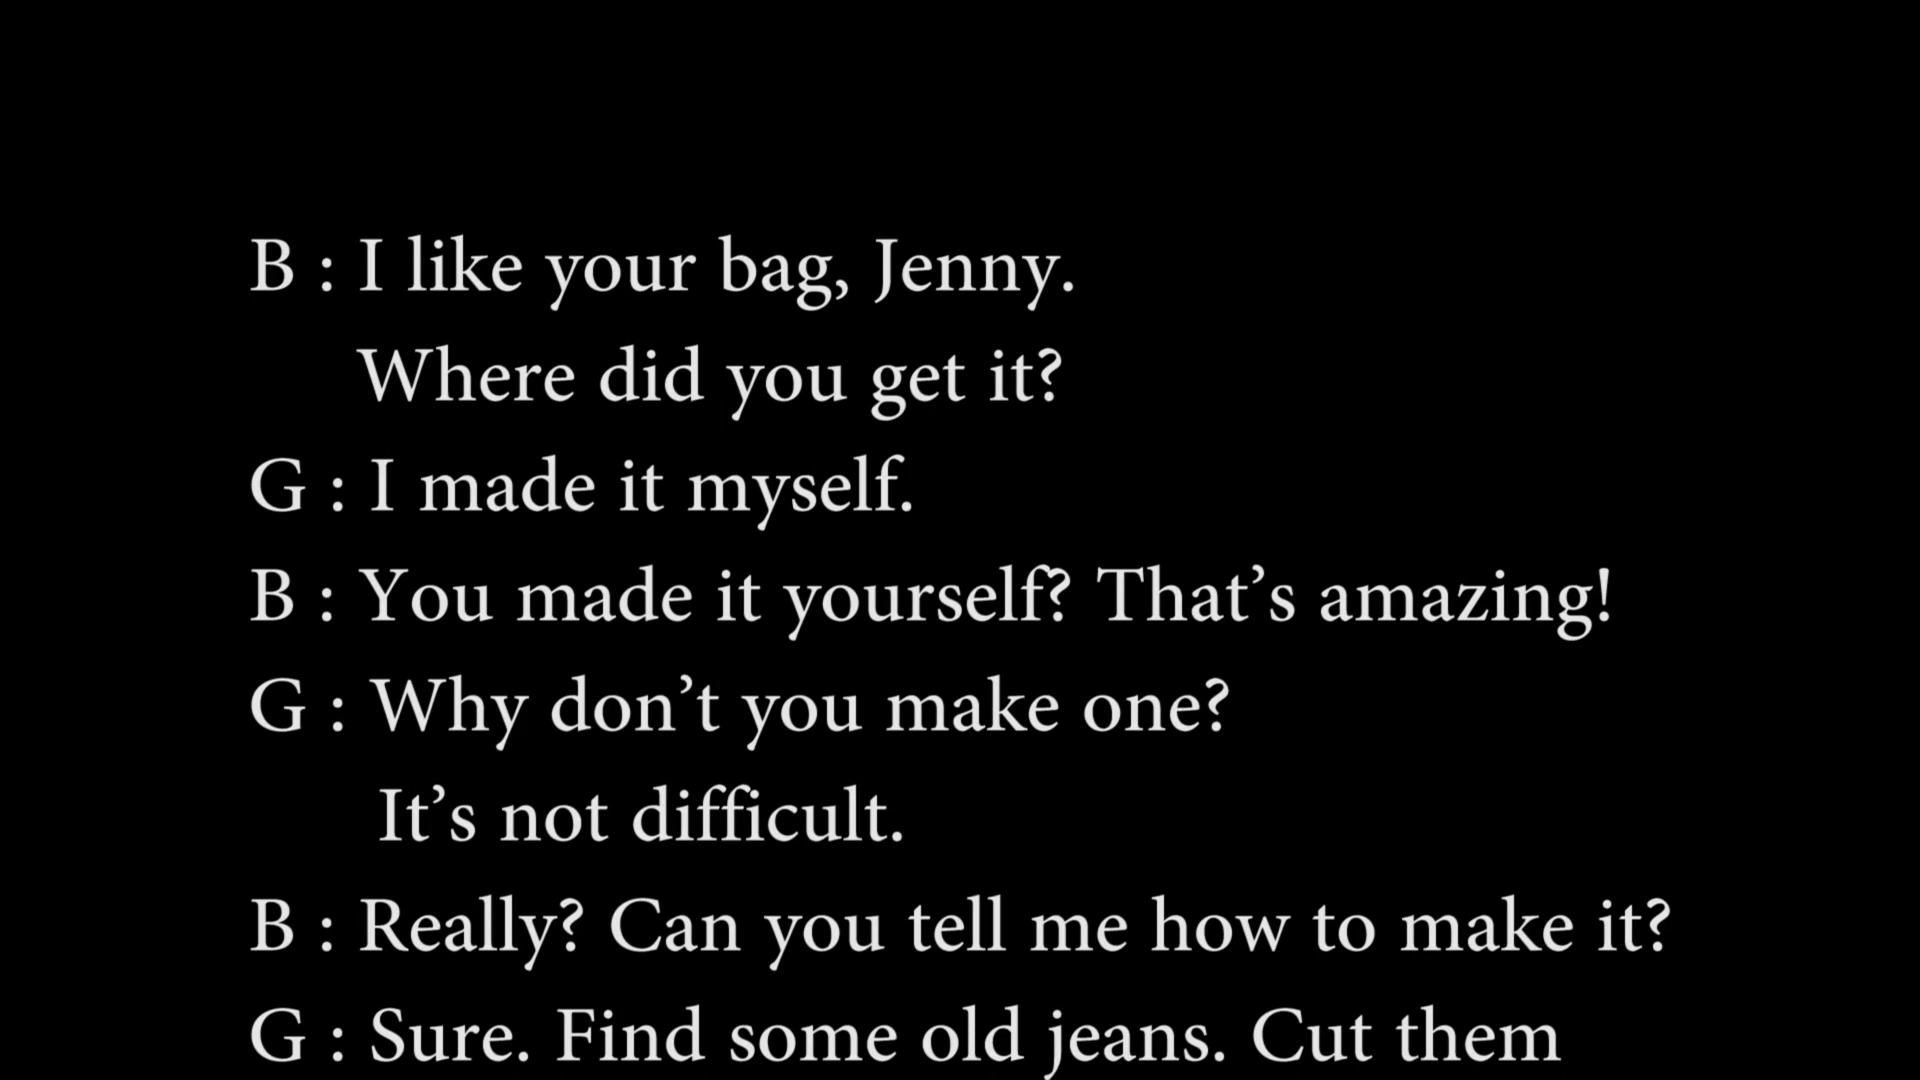 B : I like your bag, Jenny.
Where did you get it?
G : I made it myself.
B : You made it yourself? That’s amazing!
G : Why don’t you make one?
It’s not difficult.
B : Really? Can you tell me how to make it?
G : Sure. Find some old jeans. Cut them